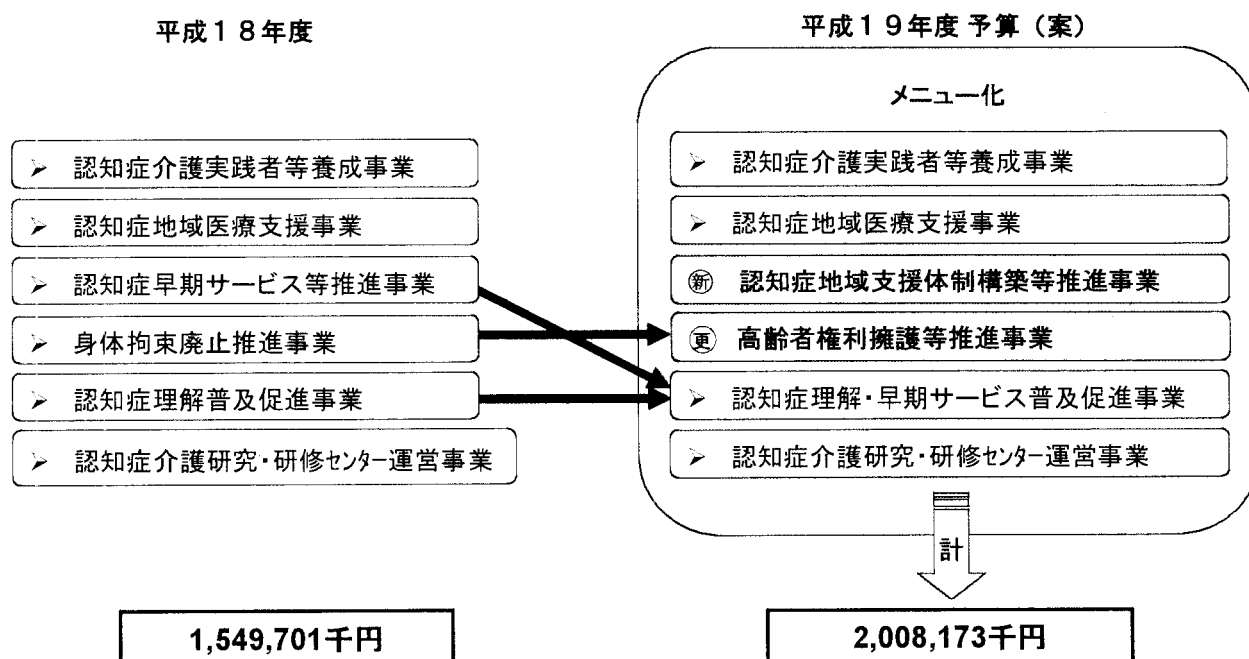 平成１８年度
➢ 認知症介護実践者等養成事業
➢ 認知症地域医療支援事業
➢ 認知症早期サービス等推進事業
➢ 身体拘束廃止推進事業
➢ 認知症理解普及促進事業
➢ 認知症介護研究・研修センター運営事業
1,549,701千円
平成１９年度 予算（案）
メニュー化
➢ 認知症介護実践者等養成事業
➢ 認知症地域医療支援事業
㊟新 認知症地域支援体制構築等推進事業
更 高齢者権利擁護等推進事業
➢ 認知症理解・早期サービス普及促進事業
➢ 認知症介護研究・研修センター運営事業
計
2,008,173千円